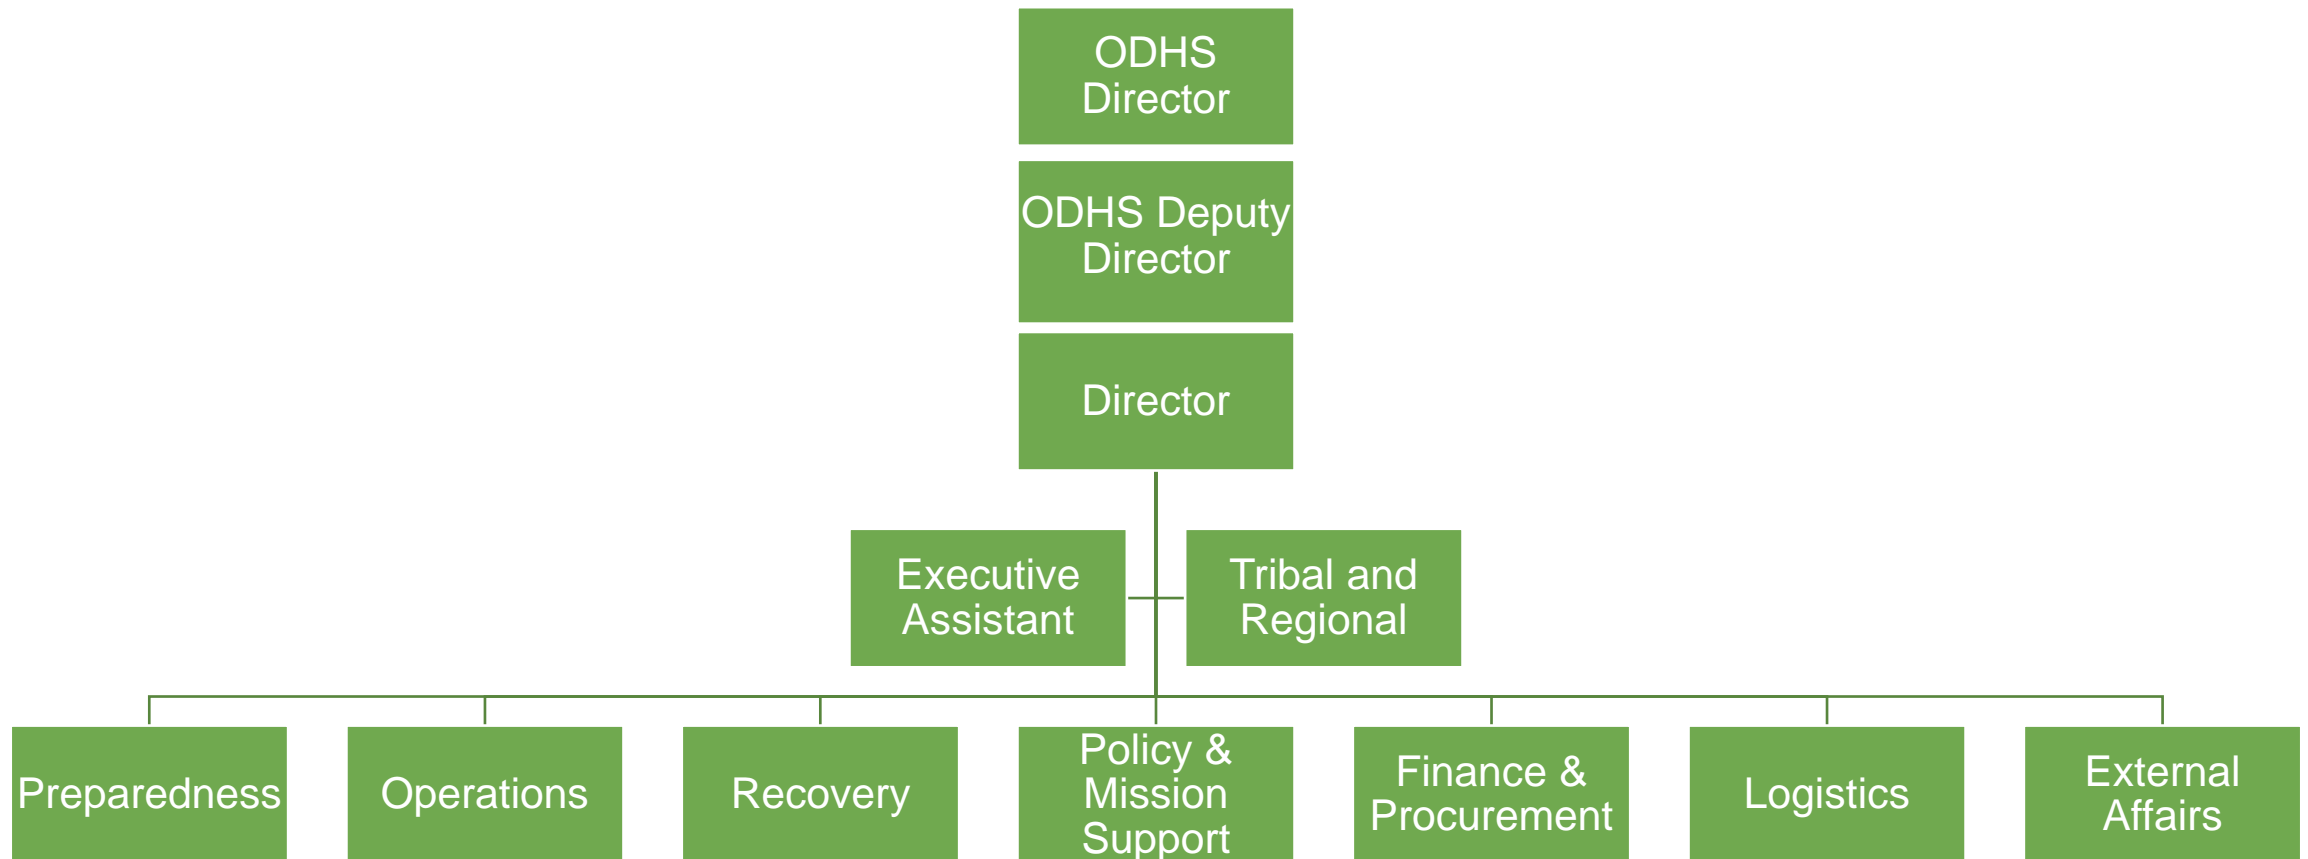 ODHS
Director
ODHS Deputy
Director
Director
Executive
Assistant
Tribal and
Regional
Preparedness
Operations
Recovery
Policy &
Mission
Support
Finance &
Procurement
Logistics
External
Affairs